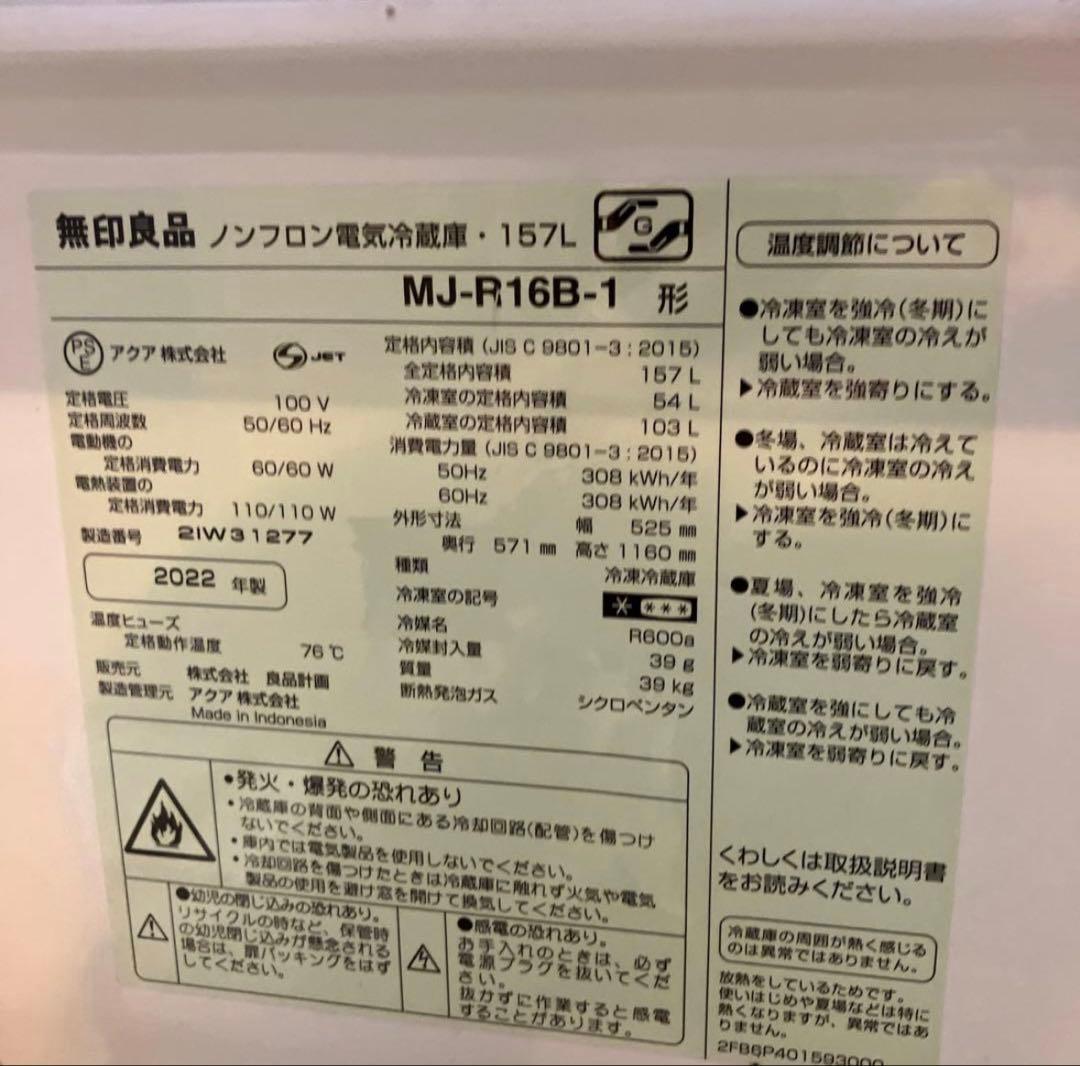 無印良品 ノンフロン電気冷蔵庫・157L G
MJ-R16B-1 形
PSE アクア株式会社 JET
定格電圧 100 V
定格周波数 50/60 Hz
電動機の
定格消費電力 60/60 W
電熱装置の
定格消費電力 110/110 W
製造番号 21W31277
2022 年製
温度ヒューズ
定格動作温度 76℃
販売元 株式会社 良品計画
製造管理元 アクア株式会社
Made in Indonesia
定格内容積 (JIS C 9801-3:2015)
全定格内容積 157 L
冷凍室の定格内容積 54 L
冷蔵室の定格内容積 103 L
消費電力量 (JIS C 9801-3:2015)
50Hz 308 kWh/年
60Hz 308 kWh/年
外形寸法 幅 525 mm
奥行 571 mm 高さ 1160 mm
種類 冷凍冷蔵庫
冷凍室の記号 * ***
冷媒名 R600a
冷媒封入量 39 g
質量 39 kg
断熱発泡ガス シクロペンタン
⚠ 警告
•発火・爆発の恐れあり
・冷蔵庫の背面や側面にある冷却回路(配管)を傷つけ
ないでください。
・庫内では電気製品を使用しないでください。
・冷却回路を傷つけたときは冷蔵庫に触れず火気や電気
製品の使用を避け窓を開けて換気してください。
●幼児の閉じ込みの恐れあり。
リサイクルの時など、保管時
の幼児閉じ込みが懸念される
場合は、扉パッキングをはず
してください。
●感電の恐れあり。
お手入れのときは、必ず
電源プラグを抜いてくだ
さい。
抜かずに作業すると感電
することがあります。
温度調節について
●冷凍室を強冷(冬期)に
しても冷凍室の冷えが
弱い場合。
▶冷蔵室を強寄りにする。
●冬場、冷蔵室は冷えて
いるのに冷凍室の冷え
が弱い場合。
▶冷凍室を強冷(冬期)に
する。
●夏場、冷凍室を強冷
(冬期)にしたら冷蔵室
の冷えが弱い場合。
▶冷凍室を弱寄りに戻す。
●冷蔵室を強にしても冷
蔵室の冷えが弱い場合。
▶冷凍室を弱寄りに戻す。
くわしくは取扱説明書
をお読みください。
冷蔵庫の周囲が熱く感じる
のは異常ではありません。
放熱をしているためです。
使いはじめや夏場などは特に
熱くなりますが、異常ではあ
りません。
2FB6P401593000